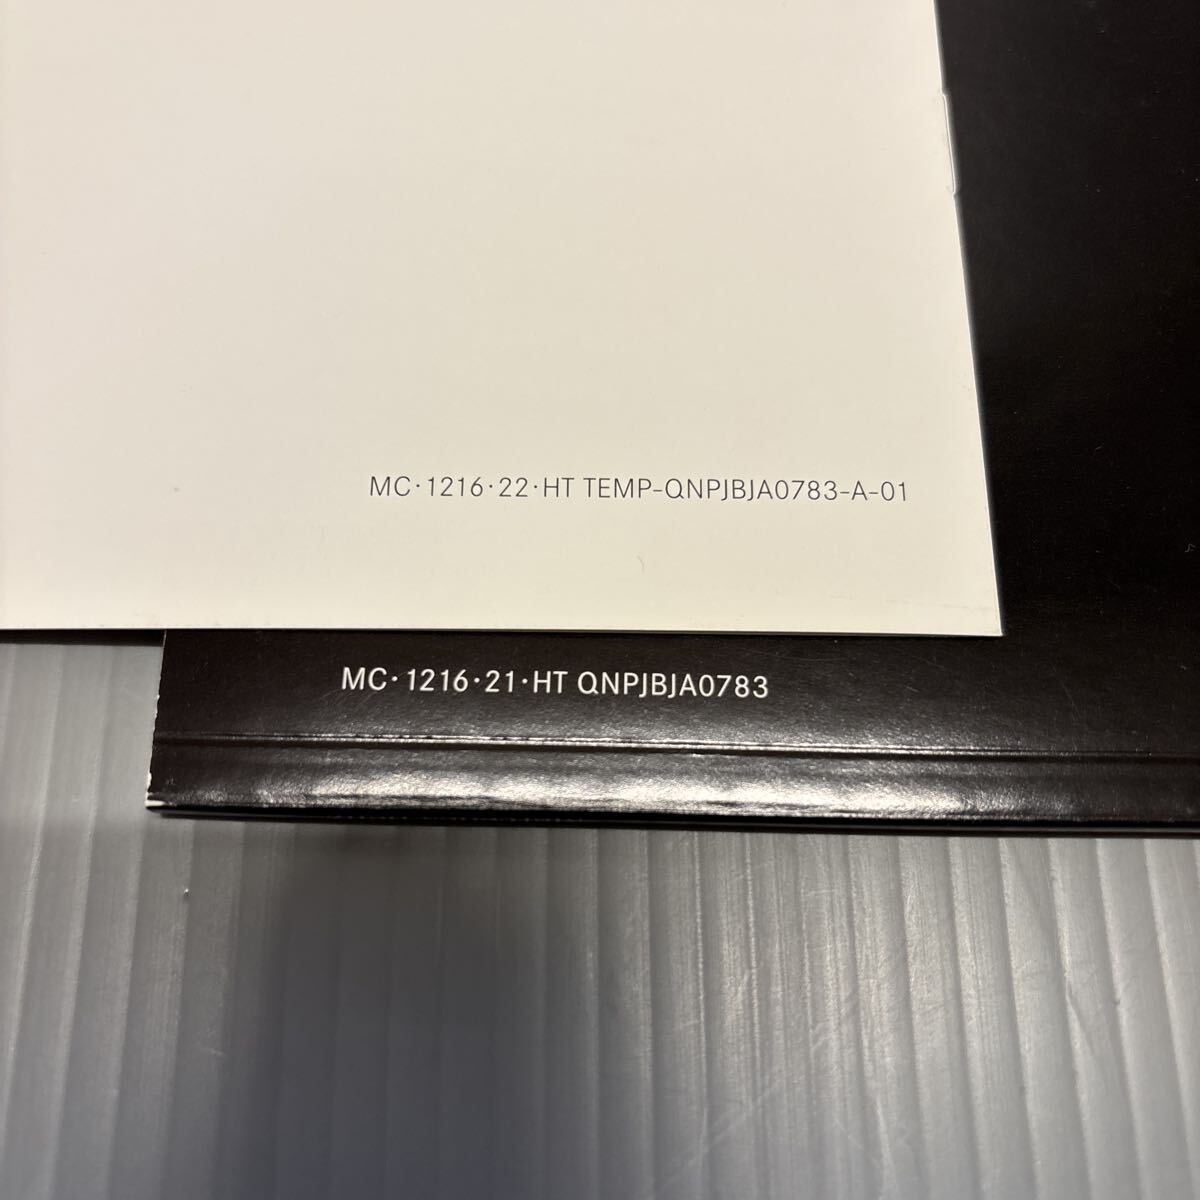 MC·1216·22·HT TEMP-QNPJBJA0783-A-01
MC·1216·21·HT QNPJBJA0783